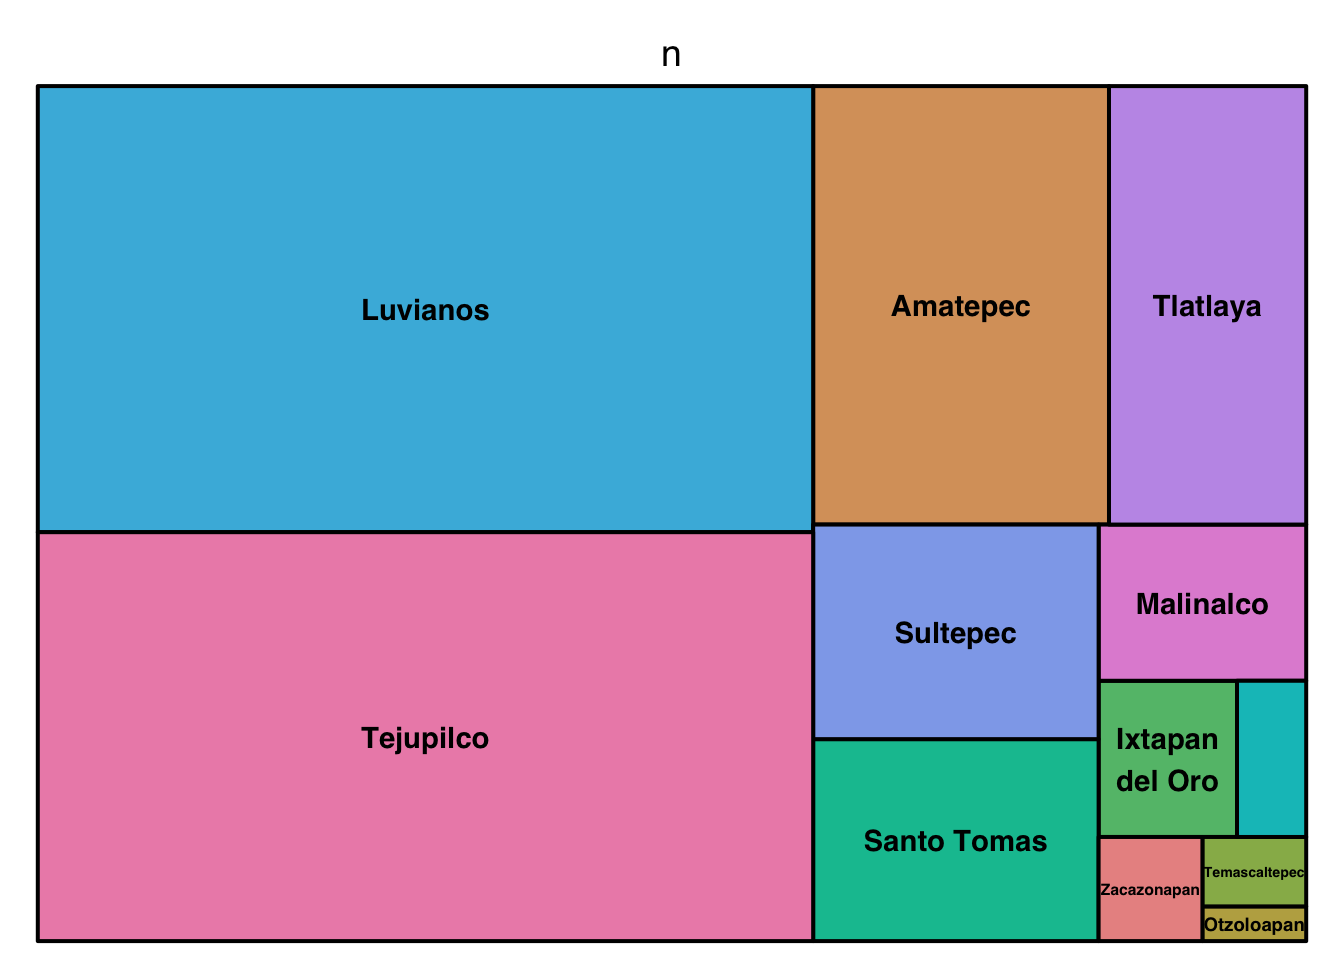 n
Luvianos
Amatepec
Tlatlaya
Tejupilco
Sultepec
Malinalco
Ixtapan
del Oro
Santo Tomas
Zacazonapan
Temascaltepec
Otzoloapan